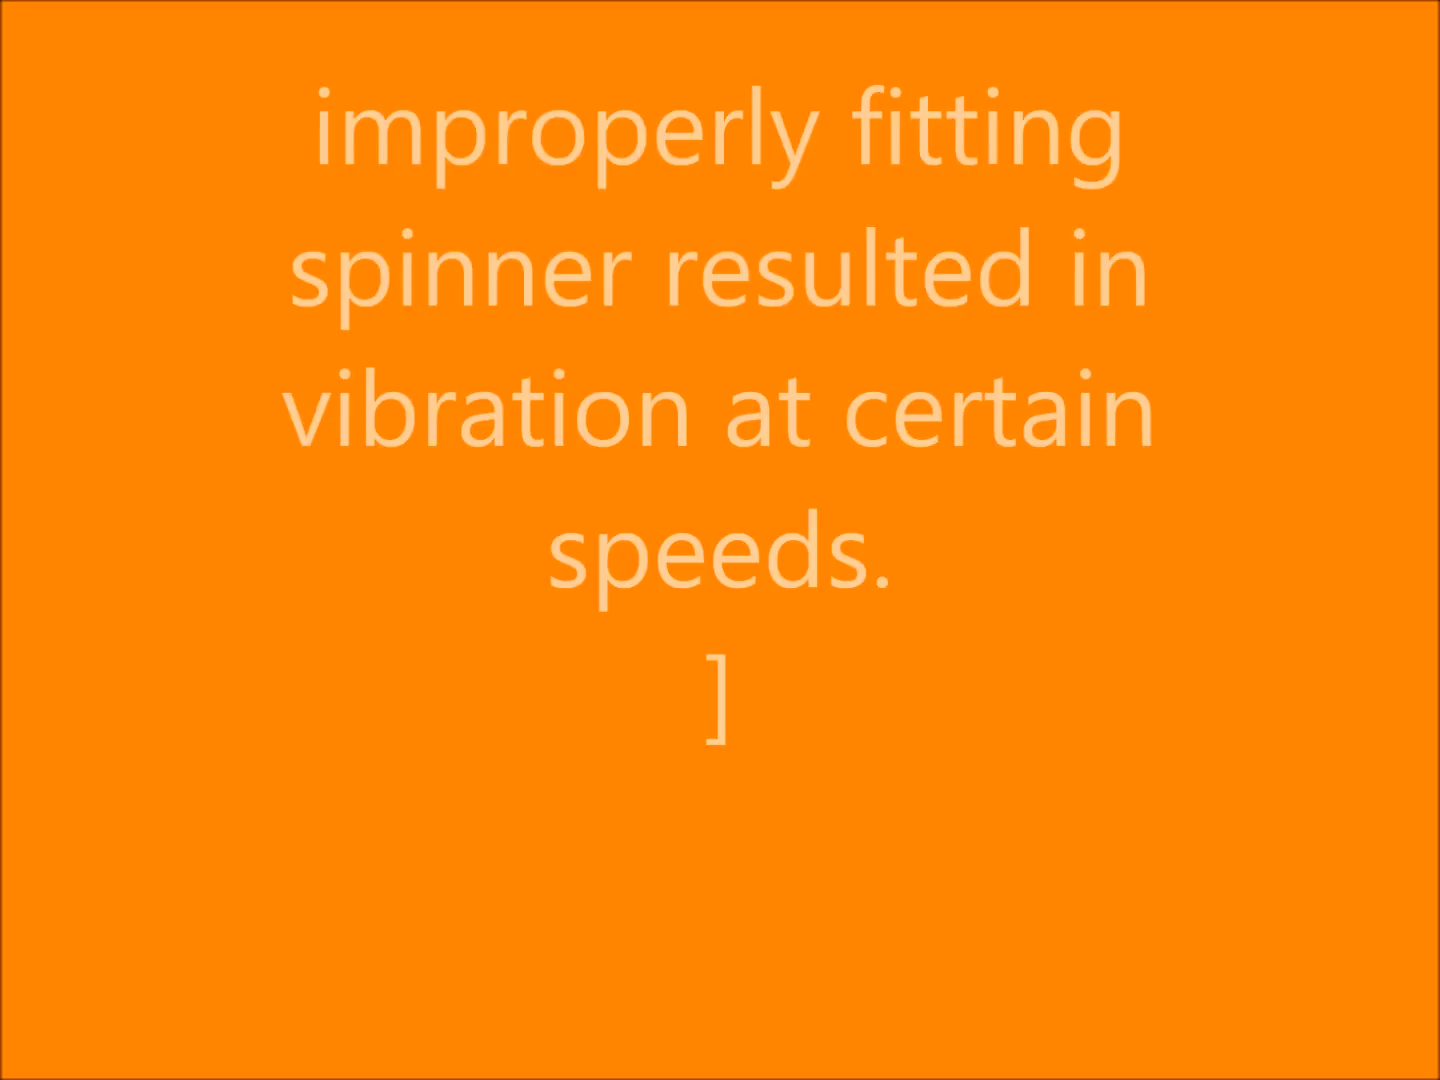 improperly fitting
spinner resulted in
vibration at certain
speeds.
]